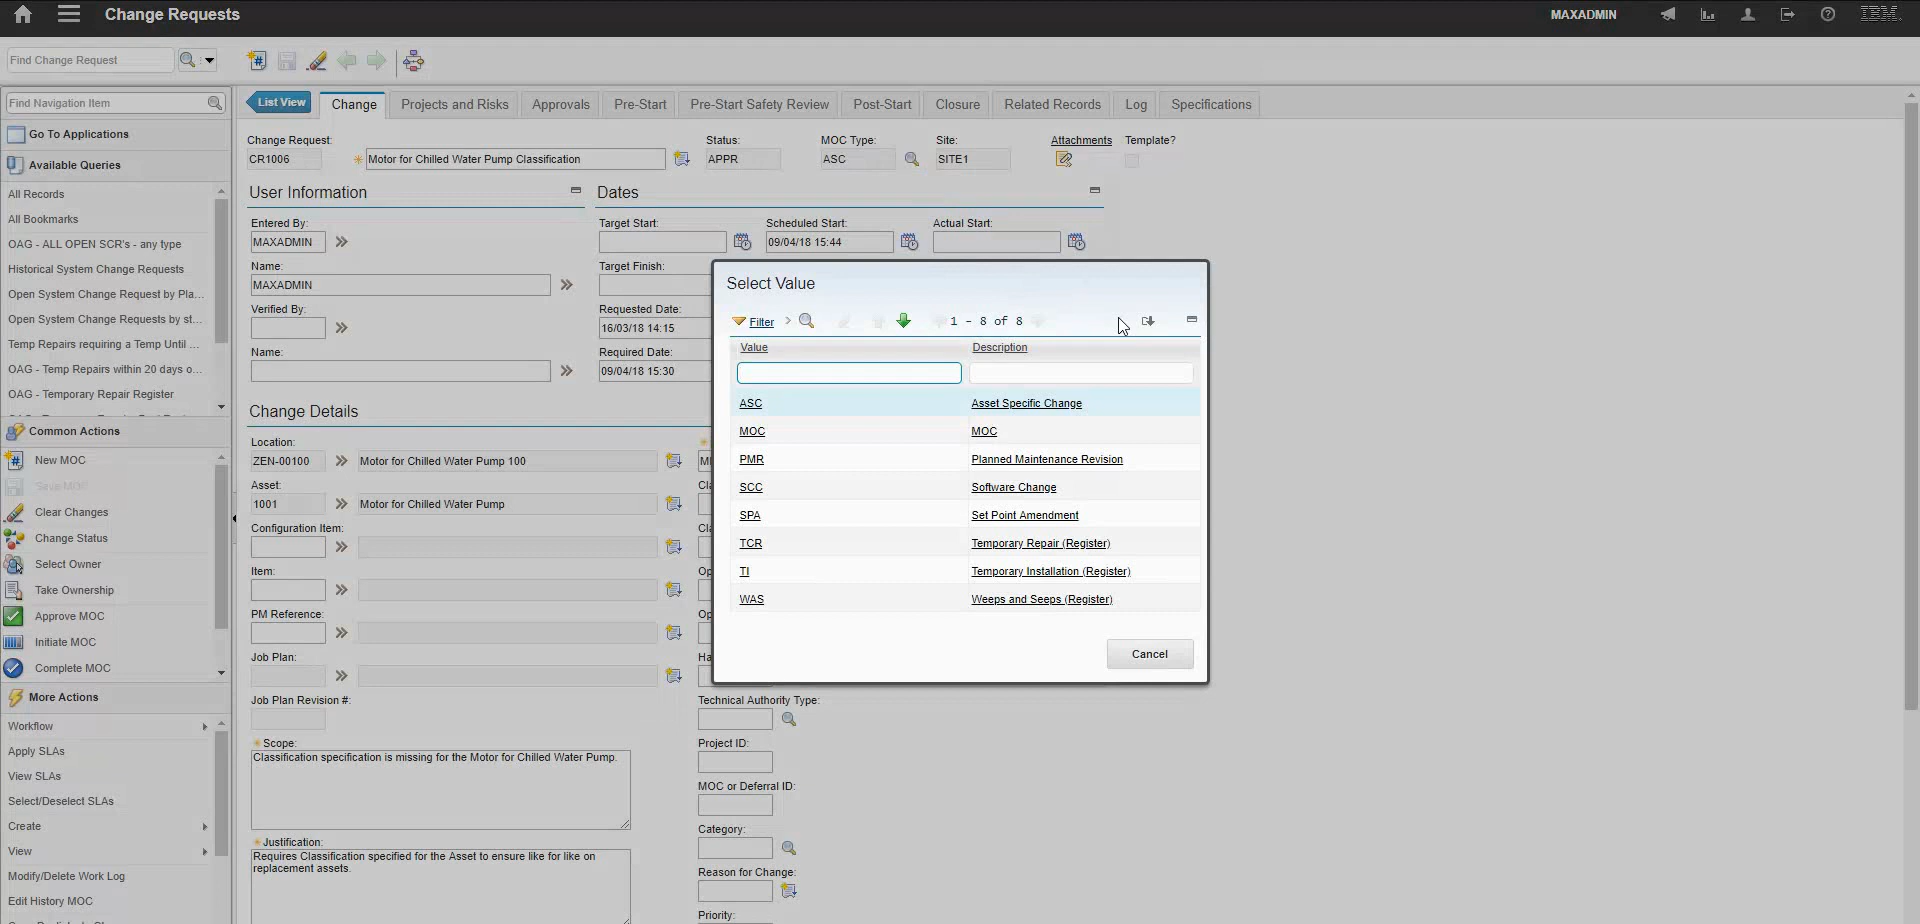 Change Requests
MAXADMIN
IBM.
Find Change Request
Find Navigation Item
Go To Applications
Available Queries
All Records
All Bookmarks
OAG - ALL OPEN SCR's - any type
Historical System Change Requests
Open System Change Request by Pla...
Open System Change Requests by st...
Temp Repairs requiring a Temp Until ...
OAG - Temp Repairs within 20 days o...
OAG - Temporary Repair Register
Common Actions
New MOC
Save MOC
Clear Changes
Change Status
Select Owner
Take Ownership
Approve MOC
Initiate MOC
Complete MOC
More Actions
Workflow
Apply SLAs
View SLAs
Select/Deselect SLAs
Create
View
Modify/Delete Work Log
Edit History MOC
List View
Change
Projects and Risks
Approvals
Pre-Start
Pre-Start Safety Review
Post-Start
Closure
Related Records
Log
Specifications
Change Request:
CR1006
Motor for Chilled Water Pump Classification
Status:
APPR
MOC Type:
ASC
Site:
SITE1
Attachments
Template?
User Information
Entered By:
MAXADMIN
Name:
MAXADMIN
Verified By:
Name:
Dates
Target Start:
Scheduled Start:
09/04/18 15:44
Actual Start:
Target Finish:
Requested Date:
16/03/18 14:15
Required Date:
09/04/18 15:30
Change Details
Location:
ZEN-00100
Motor for Chilled Water Pump 100
Asset:
1001
Motor for Chilled Water Pump
Configuration Item:
Item:
PM Reference:
Job Plan:
Job Plan Revision #:
Scope:
Classification specification is missing for the Motor for Chilled Water Pump.
Justification:
Requires Classification specified for the Asset to ensure like for like on
replacement assets.
Technical Authority Type:
Project ID:
MOC or Deferral ID:
Category:
Reason for Change:
Priority:
Select Value
Filter
1 - 8 of 8
Value
Description
ASC
Asset Specific Change
MOC
MOC
PMR
Planned Maintenance Revision
SCC
Software Change
SPA
Set Point Amendment
TCR
Temporary Repair (Register)
TI
Temporary Installation (Register)
WAS
Weeps and Seeps (Register)
Cancel